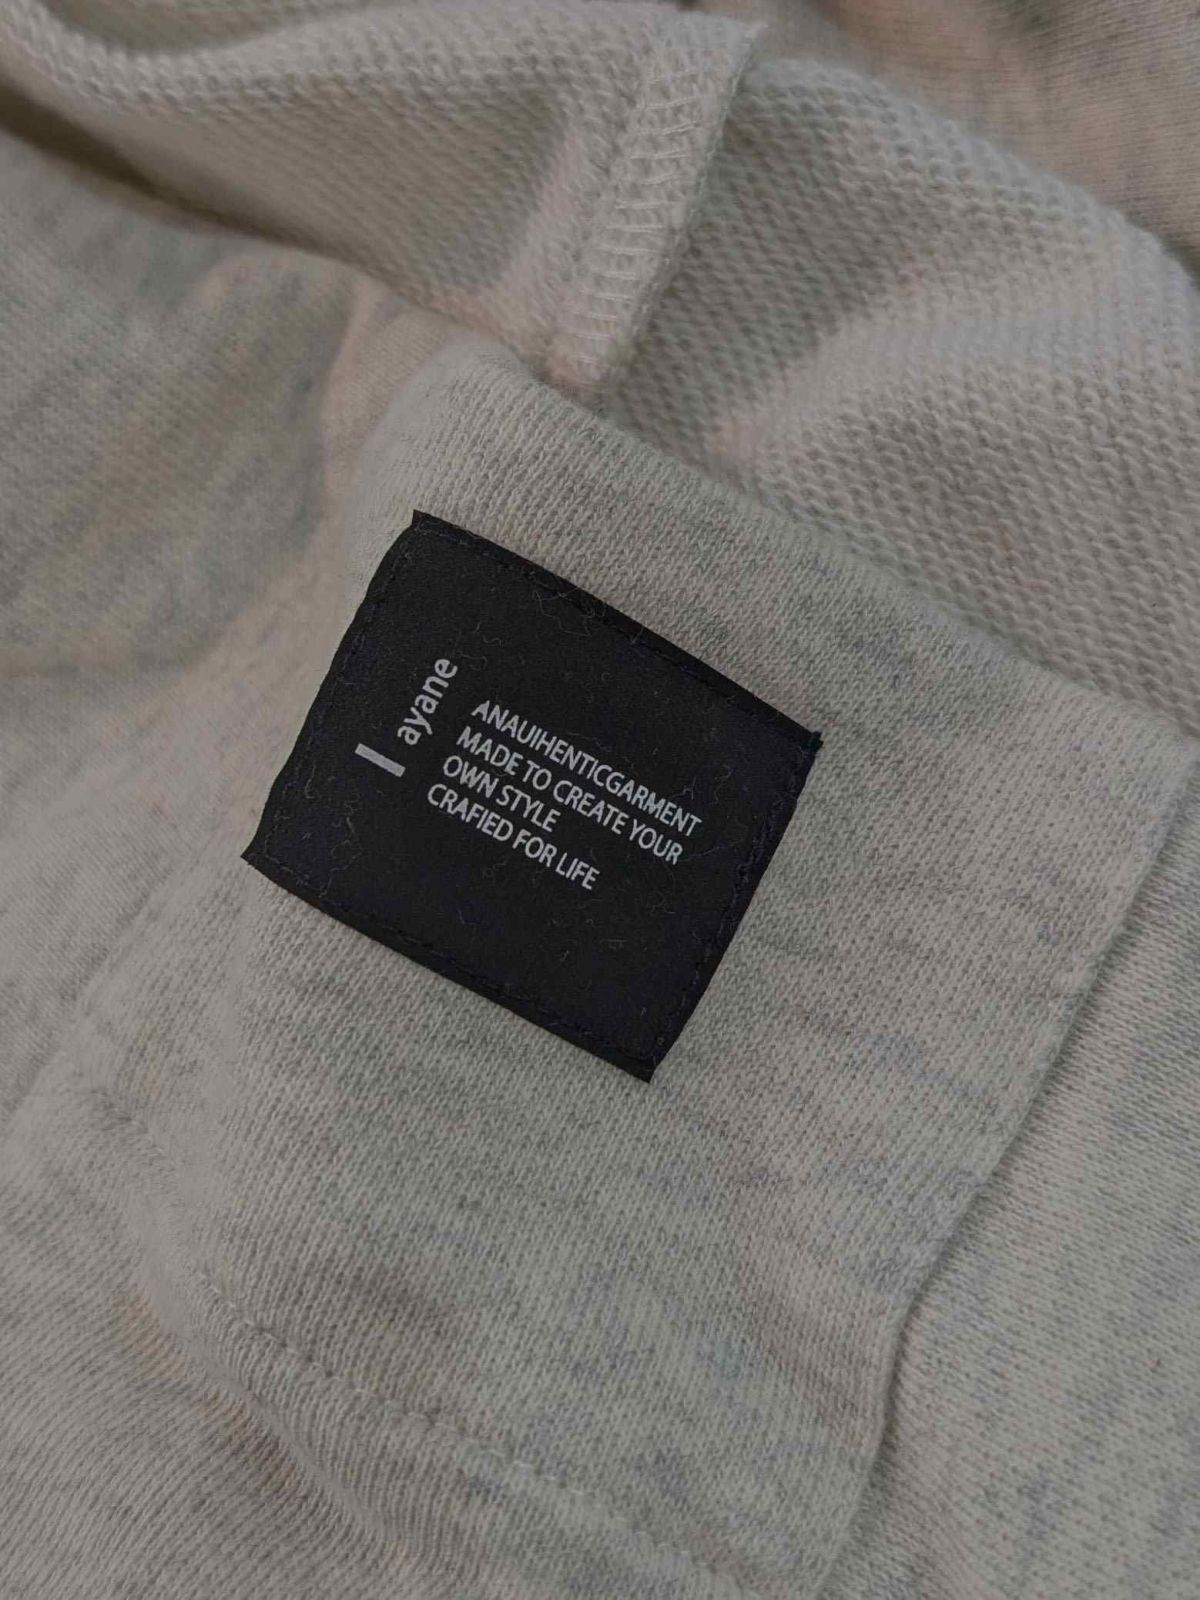 ayane
ANAUIHENTICGARMENT
MADE TO CREATE YOUR
OWN STYLE
CRAFIED FOR LIFE